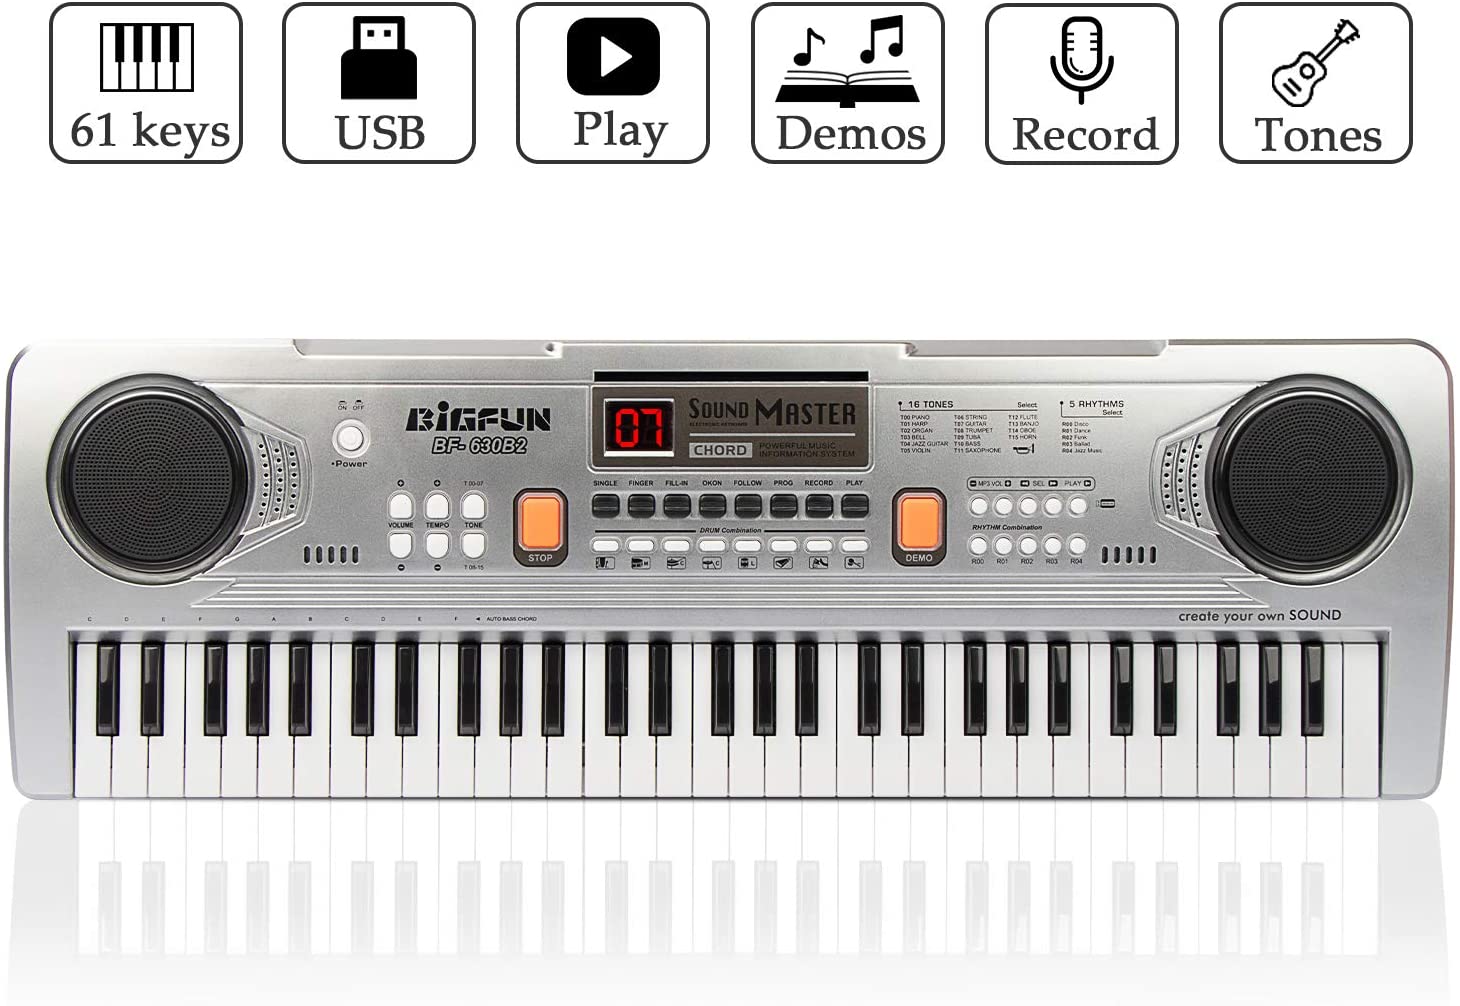 61 keys
USB
Play
Demos
Record
Tones
ON OFF
•Power
BIGFUN
BF-630B2
VOLUME TEMPO TONE
T 00-07
T 08-15
STOP
07
SOUND MASTER
ELECTRONIC KEYBOARD
CHORD
POWERFUL MUSIC
INFORMATION SYSTEM
SINGLE FINGER FILL-IN OKON FOLLOW PROG RECORD PLAY
DRUM Combination
DEMO
16 TONES Select
T00 PIANO T06 STRING T12 FLUTE
T01 HARP T07 GUITAR T13 BANJO
T02 ORGAN T08 TRUMPET T14 OBOE
T03 BELL T09 TUBA T15 HORN
T04 JAZZ GUITAR T10 BASS
T05 VIOLIN T11 SAXOPHONE
5 RHYTHMS
Select
R00 Disco
R01 Dance
R02 Funk
R03 Ballad
R04 Jazz Music
MP3 VOL SEL PLAY
RHYTHM Combination
R00 R01 R02 R03 R04
create your own SOUND
C D E F G A B C D E F ◄ AUTO BASS CHORD